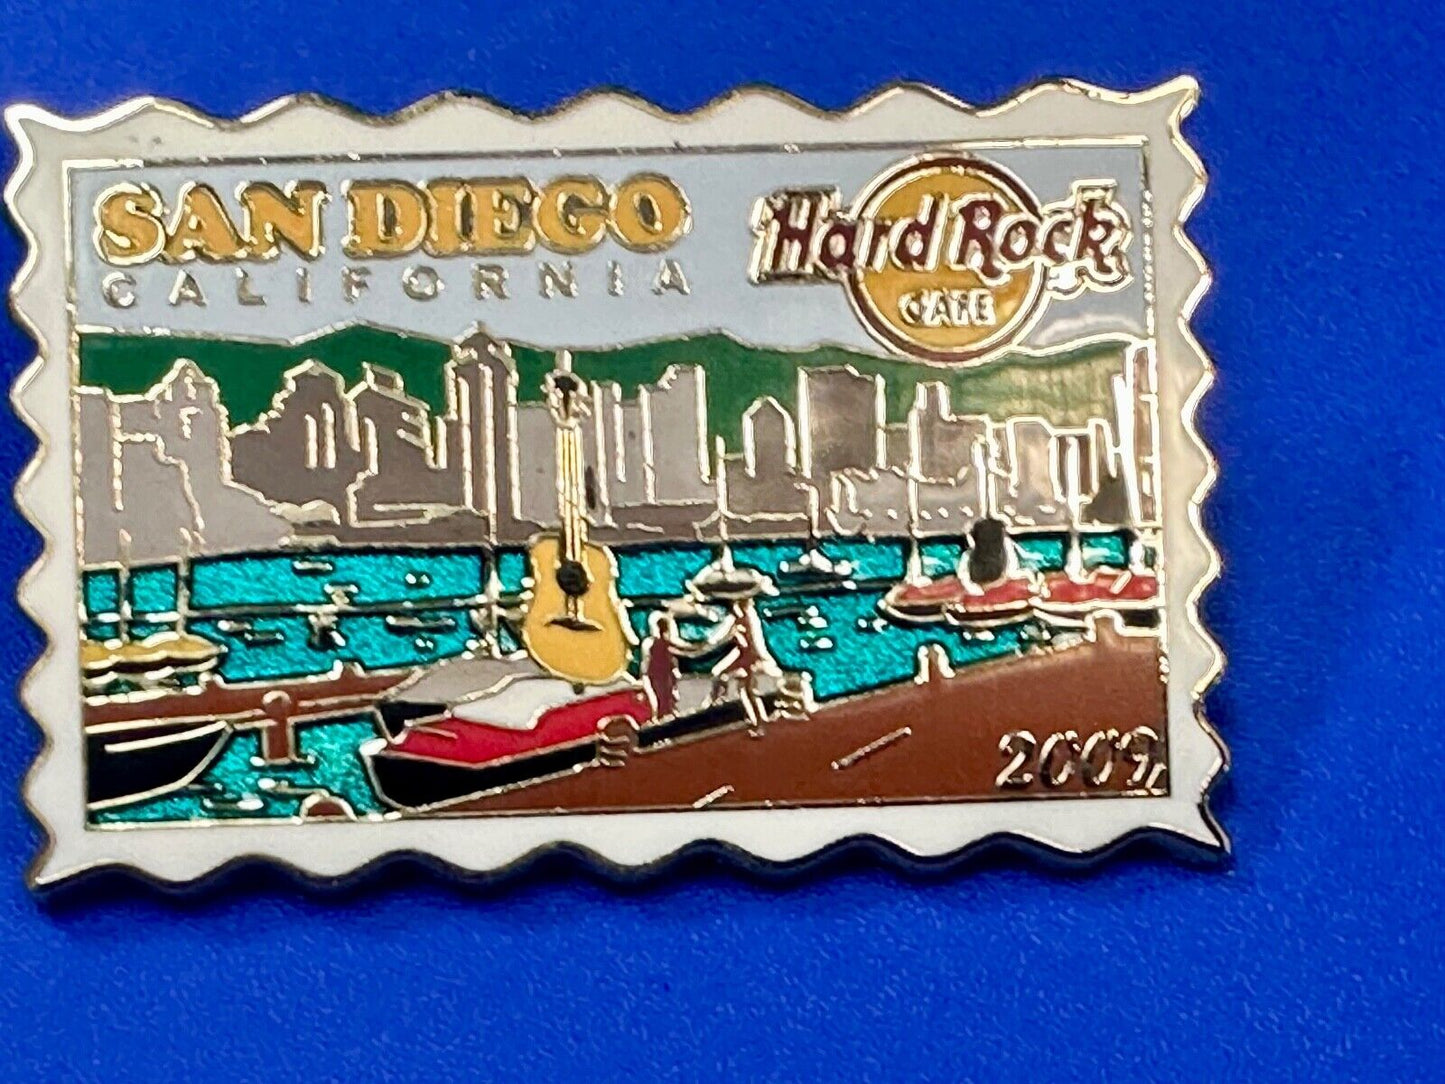 SAN DIEGO
CALIFORNIA
Hard Rock
CAFE
2009